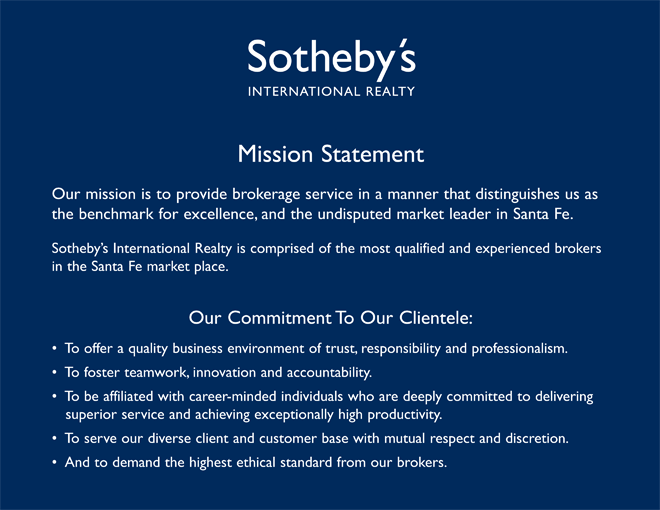 Sotheby's
INTERNATIONAL REALTY
Mission Statement
Our mission is to provide brokerage service in a manner that distinguishes us as
the benchmark for excellence, and the undisputed market leader in Santa Fe.
Sotheby's International Realty is comprised of the most qualified and experienced brokers
in the Santa Fe market place.
Our Commitment To Our Clientele:
• To offer a quality business environment of trust, responsibility and professionalism.
• To foster teamwork, innovation and accountability.
• To be affiliated with career-minded individuals who are deeply committed to delivering
superior service and achieving exceptionally high productivity.
• To serve our diverse client and customer base with mutual respect and discretion.
• And to demand the highest ethical standard from our brokers.